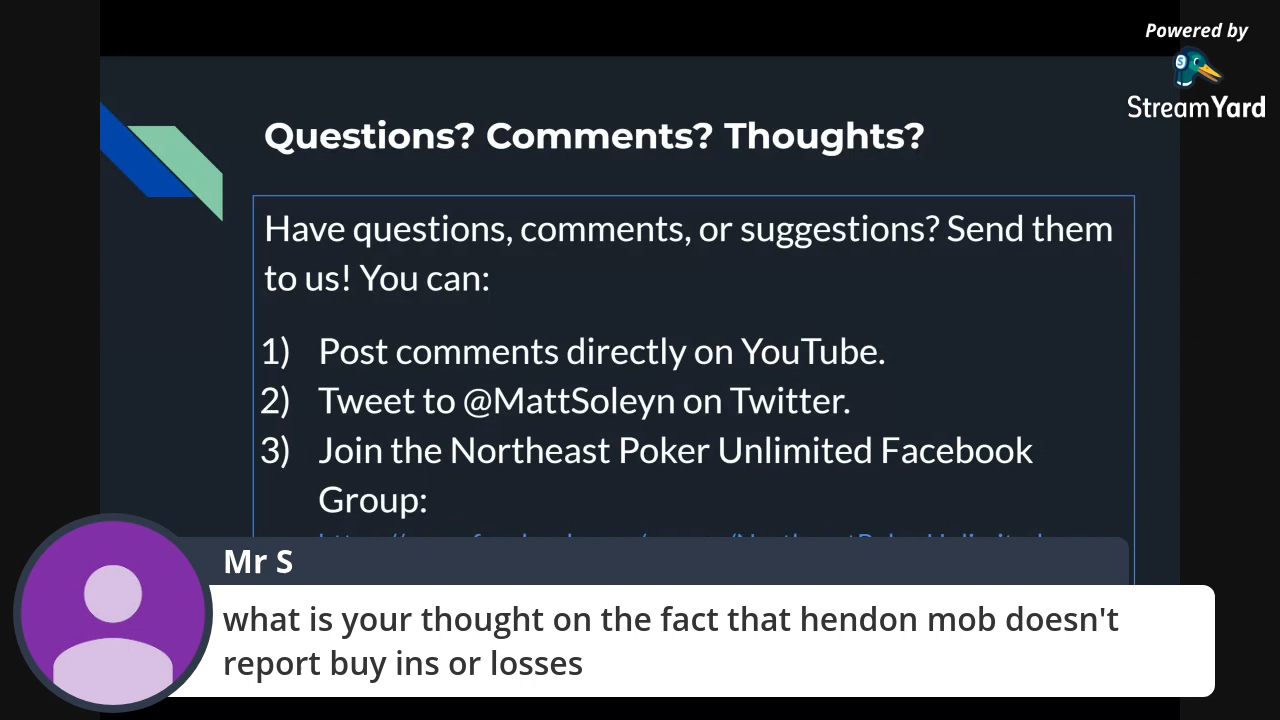 Powered by
StreamYard
Questions? Comments? Thoughts?
Have questions, comments, or suggestions? Send them
to us! You can:
1) Post comments directly on YouTube.
2) Tweet to @MattSoleyn on Twitter.
3) Join the Northeast Poker Unlimited Facebook
Group:
Mr S
what is your thought on the fact that hendon mob doesn't
report buy ins or losses